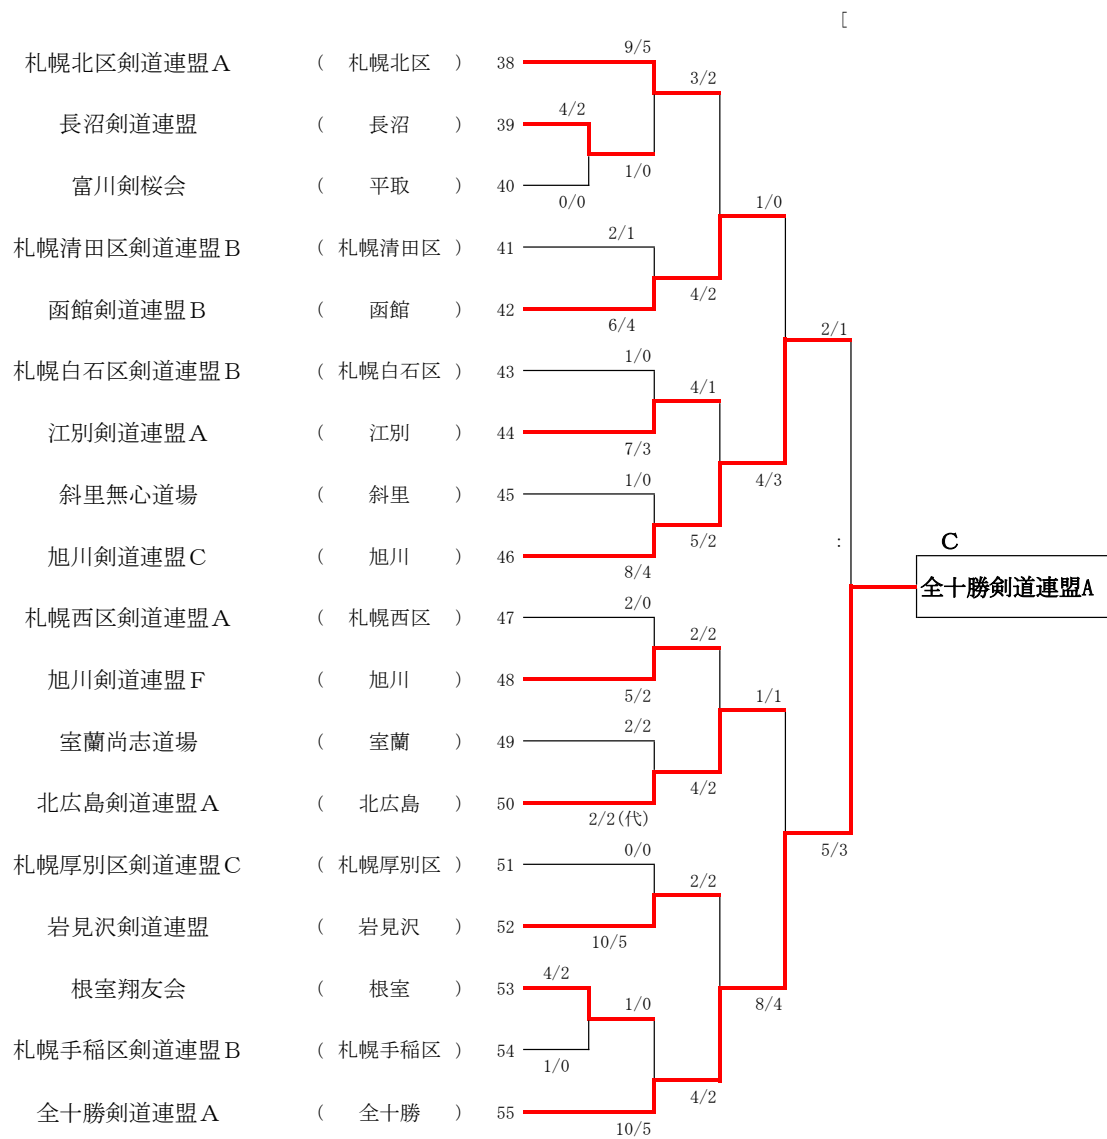 [
9/5
札幌北区剣道連盟A ( 札幌北区 ) 38
3/2
4/2
長沼剣道連盟 ( 長沼 ) 39
1/0
富川剣桜会 ( 平取 ) 40
0/0
1/0
2/1
札幌清田区剣道連盟B ( 札幌清田区 ) 41
4/2
函館剣道連盟B ( 函館 ) 42
6/4
2/1
1/0
札幌白石区剣道連盟B ( 札幌白石区 ) 43
4/1
江別剣道連盟A ( 江別 ) 44
7/3
1/0
4/3
斜里無心道場 ( 斜里 ) 45
5/2
:
C
旭川剣道連盟C ( 旭川 ) 46
8/4
全十勝剣道連盟A
2/0
札幌西区剣道連盟A ( 札幌西区 ) 47
2/2
旭川剣道連盟F ( 旭川 ) 48
5/2
1/1
2/2
室蘭尚志道場 ( 室蘭 ) 49
4/2
北広島剣道連盟A ( 北広島 ) 50
2/2(代)
0/0
5/3
札幌厚別区剣道連盟C ( 札幌厚別区 ) 51
2/2
岩見沢剣道連盟 ( 岩見沢 ) 52
10/5
4/2
根室翔友会 ( 根室 ) 53
1/0
8/4
札幌手稲区剣道連盟B ( 札幌手稲区 ) 54
1/0
4/2
全十勝剣道連盟A ( 全十勝 ) 55
10/5